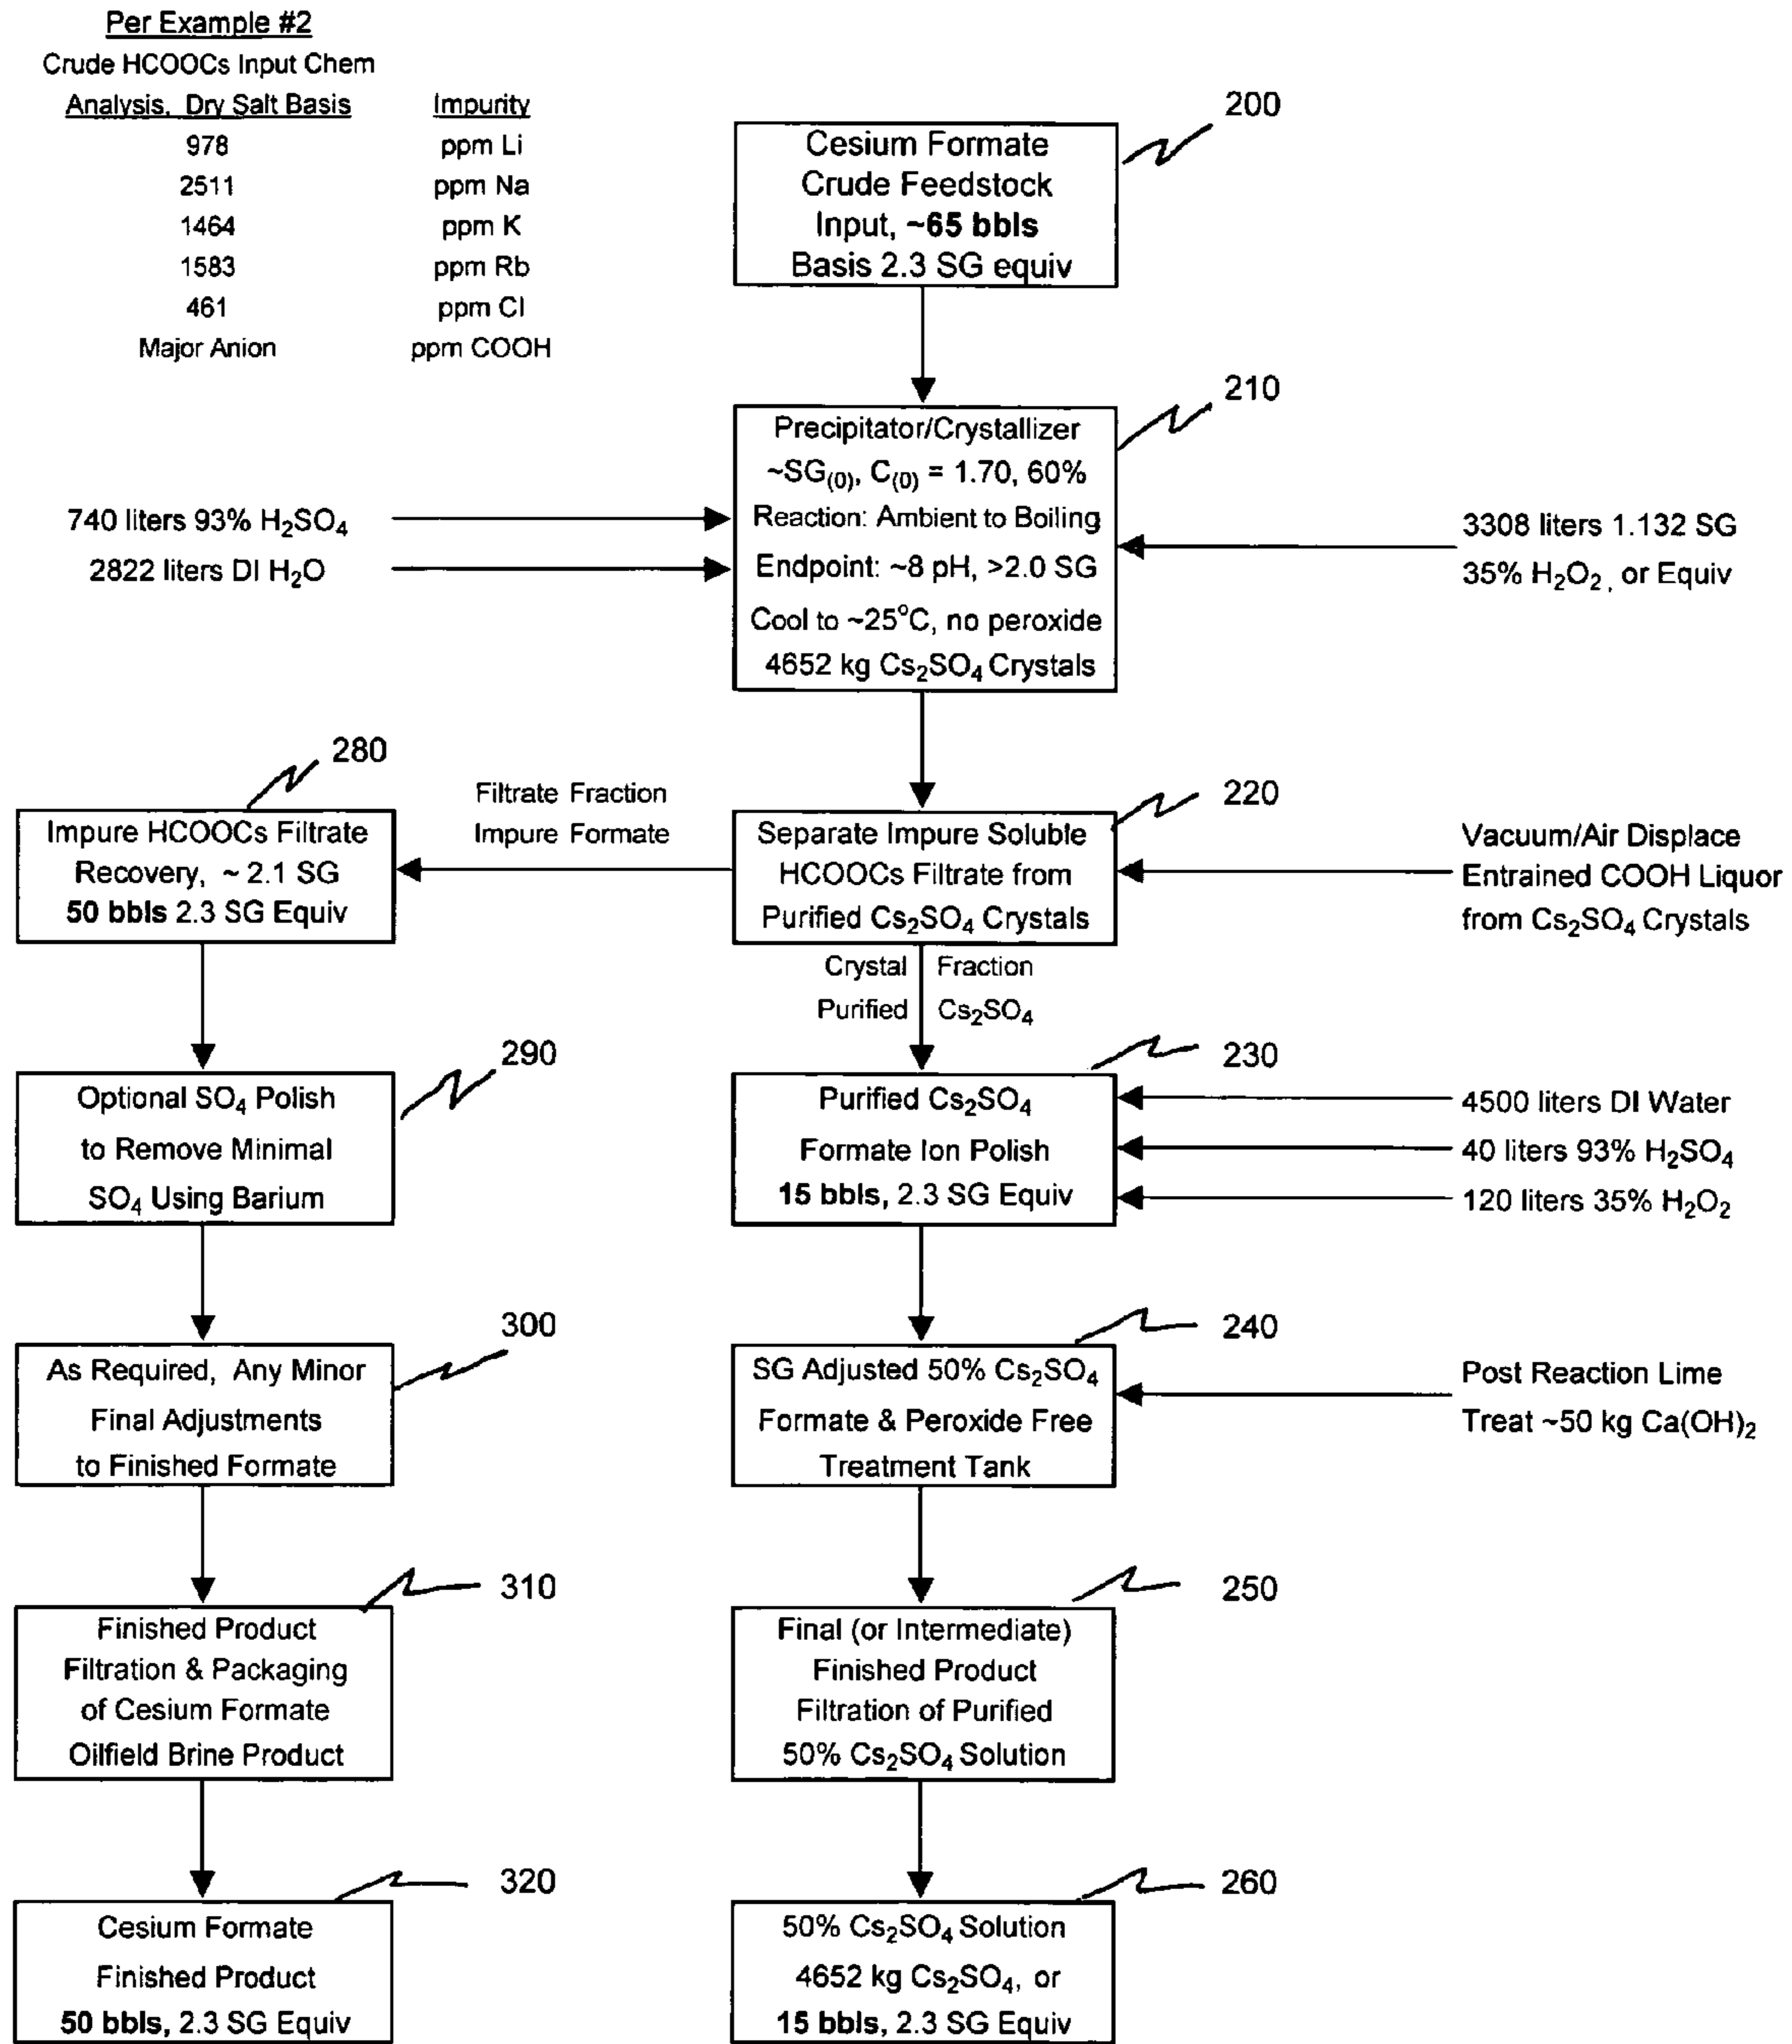 Per Example #2
Crude HCOOCs Input Chem
Analysis, Dry Salt Basis Impurity
978 ppm Li
2511 ppm Na
1464 ppm K
1583 ppm Rb
461 ppm Cl
Major Anion ppm COOH
200
Cesium Formate
Crude Feedstock
Input, ~65 bbls
Basis 2.3 SG equiv
210
Precipitator/Crystallizer
~SG(0), C(0) = 1.70, 60%
Reaction: Ambient to Boiling
Endpoint: ~8 pH, >2.0 SG
Cool to ~25°C, no peroxide
4652 kg Cs₂SO₄ Crystals
740 liters 93% H₂SO₄
2822 liters DI H₂O
3308 liters 1.132 SG
35% H₂O₂, or Equiv
220
Separate Impure Soluble
HCOOCs Filtrate from
Purified Cs₂SO₄ Crystals
Vacuum/Air Displace
Entrained COOH Liquor
from Cs₂SO₄ Crystals
Filtrate Fraction
Impure Formate
280
Impure HCOOCs Filtrate
Recovery, ~ 2.1 SG
50 bbls 2.3 SG Equiv
Crystal Fraction
Purified Cs₂SO₄
290
Optional SO₄ Polish
to Remove Minimal
SO₄ Using Barium
230
Purified Cs₂SO₄
Formate Ion Polish
15 bbls, 2.3 SG Equiv
4500 liters DI Water
40 liters 93% H₂SO₄
120 liters 35% H₂O₂
300
As Required, Any Minor
Final Adjustments
to Finished Formate
240
SG Adjusted 50% Cs₂SO₄
Formate & Peroxide Free
Treatment Tank
Post Reaction Lime
Treat ~50 kg Ca(OH)₂
310
Finished Product
Filtration & Packaging
of Cesium Formate
Oilfield Brine Product
250
Final (or Intermediate)
Finished Product
Filtration of Purified
50% Cs₂SO₄ Solution
320
Cesium Formate
Finished Product
50 bbls, 2.3 SG Equiv
260
50% Cs₂SO₄ Solution
4652 kg Cs₂SO₄, or
15 bbls, 2.3 SG Equiv